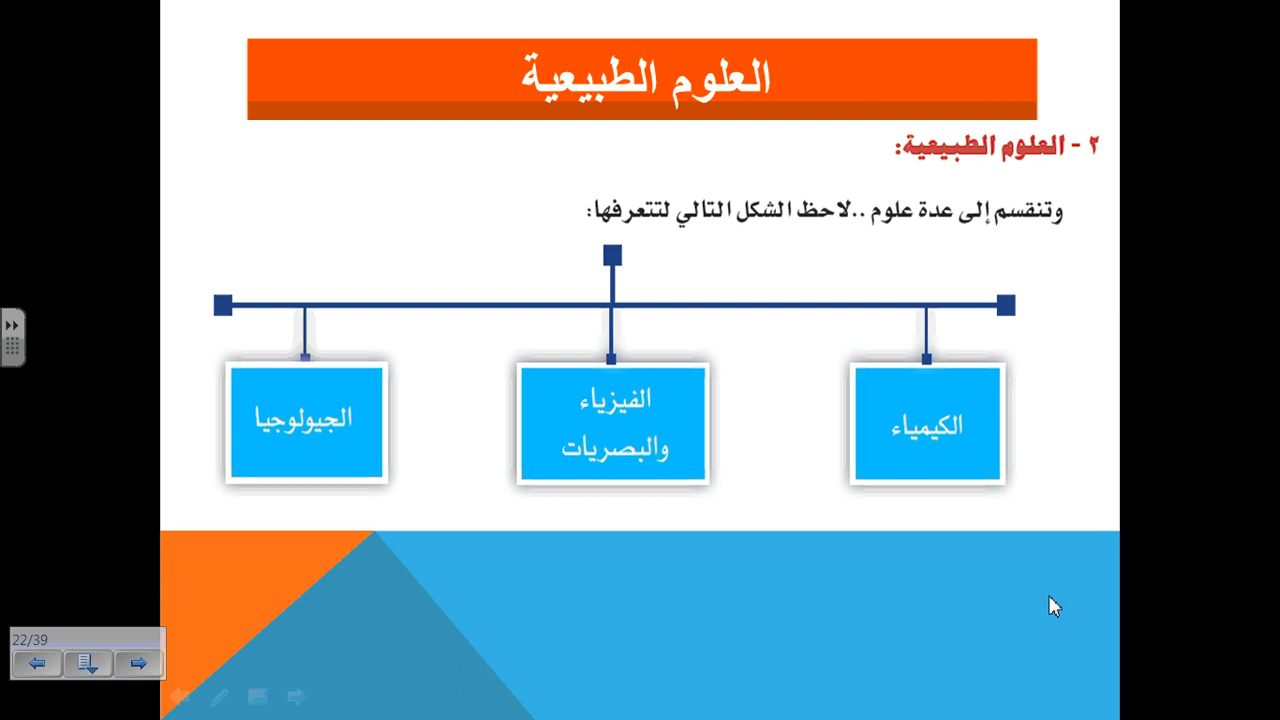 العلوم الطبيعية
٢ - العلوم الطبيعية:
وتنقسم إلى عدة علوم ..لاحظ الشكل التالي لتتعرفها:
الكيمياء
الفيزياء
والبصريات
الجيولوجيا
22/39